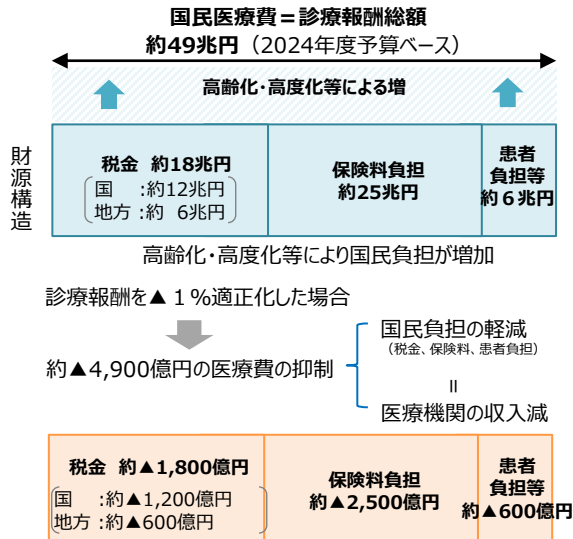 国民医療費＝診療報酬総額
約49兆円（2024年度予算ベース）
高齢化・高度化等による増
財源構造
税金 約18兆円
国　:約12兆円
地方：約　6兆円
保険料負担
約25兆円
患者
負担等
約６兆円
高齢化・高度化等により国民負担が増加
診療報酬を▲１％適正化した場合
約▲4,900億円の医療費の抑制
国民負担の軽減
（税金、保険料、患者負担）
＝
医療機関の収入減
税金 約▲1,800億円
国　:約▲1,200億円
地方：約▲600億円
保険料負担
約▲2,500億円
患者
負担等
約▲600億円